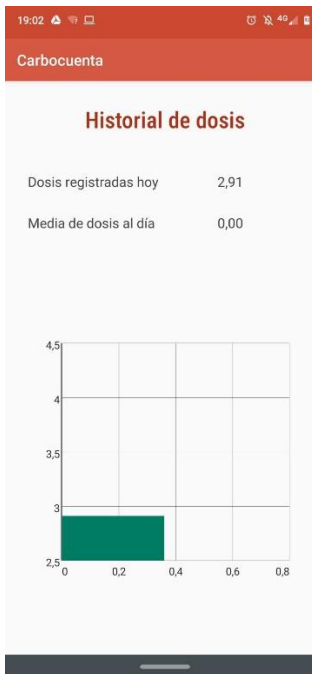 19:02 4G
Carbocuenta
Historial de dosis
Dosis registradas hoy 2,91
Media de dosis al día 0,00
4,5
4
3,5
3
2,5
0 0,2 0,4 0,6 0,8